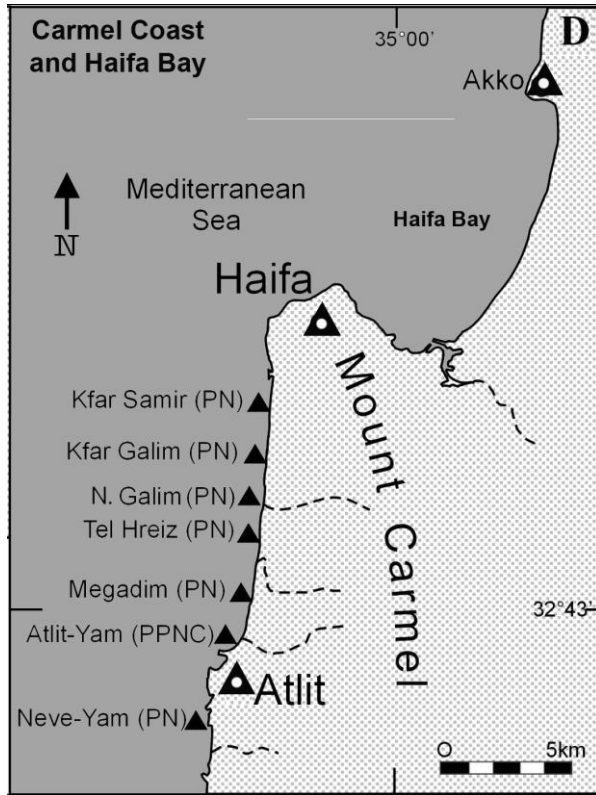 Carmel Coast
and Haifa Bay
35°00'
D
Akko
Mediterranean
Sea
Haifa Bay
N
Haifa
Mount Carmel
Kfar Samir (PN)
Kfar Galim (PN)
N. Galim (PN)
Tel Hreiz (PN)
Megadim (PN)
32°43'
Atlit-Yam (PPNC)
Atlit
Neve-Yam (PN)
O 5km